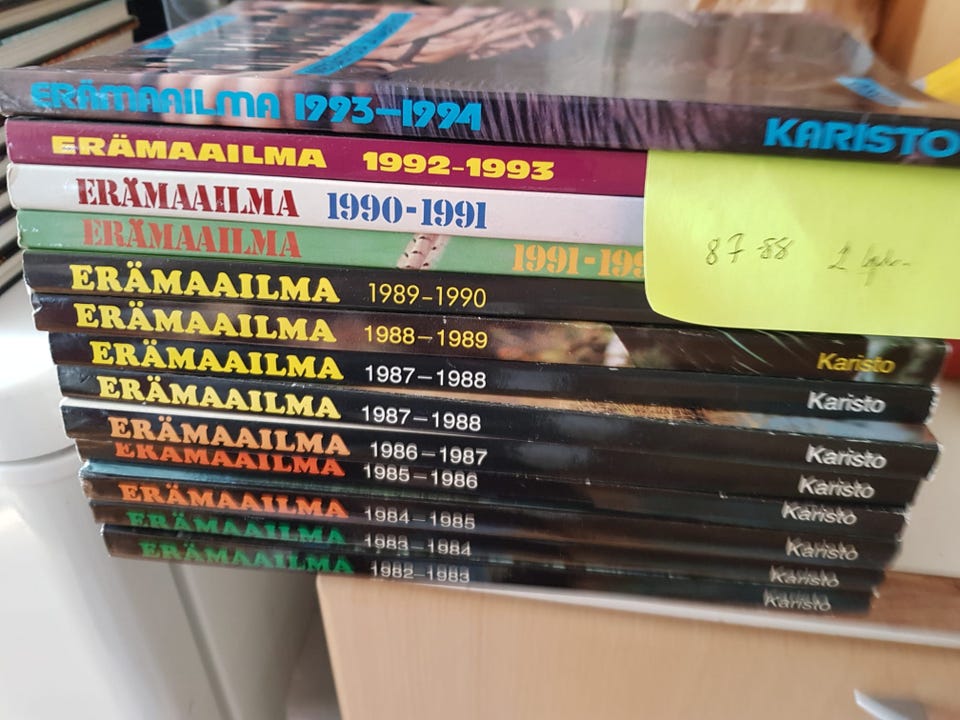 ERÄMAAILMA 1993–1994 KARISTO
ERÄMAAILMA 1992-1993
ERÄMAAILMA 1990-1991
ERÄMAAILMA 1991-199
87-88 2
ERÄMAAILMA 1989–1990
ERÄMAAILMA 1988–1989 Karisto
ERÄMAAILMA 1987–1988 Karisto
ERÄMAAILMA 1987–1988 Karisto
ERÄMAAILMA 1986–1987 Karisto
ERÄMAAILMA 1985–1986 Karisto
ERÄMAAILMA 1984–1985 Karisto
ERÄMAAILMA 1983–1984 Karisto
ERÄMAAILMA 1982–1983 Karisto